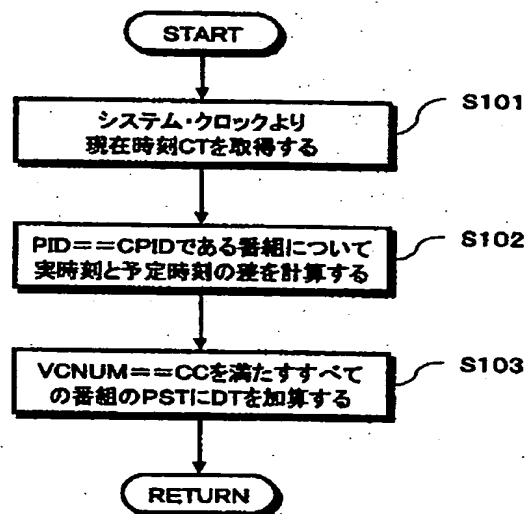 START
システム・クロックより
現在時刻CTを取得する
S101
PID==CPIDである番組について
実時刻と予定時刻の差を計算する
S102
VCNUM==CCを満たすすべて
の番組のPSTにDTを加算する
S103
RETURN